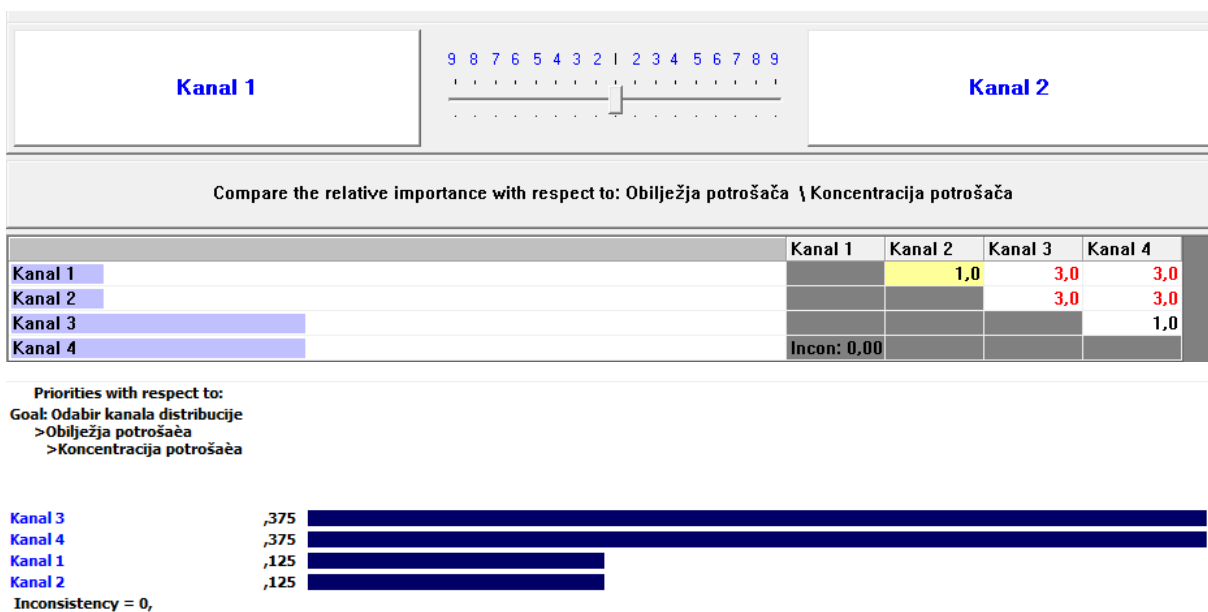 Kanal 1 9 8 7 6 5 4 3 2 1 2 3 4 5 6 7 8 9 Kanal 2
Compare the relative importance with respect to: Obilježja potrošača \ Koncentracija potrošača
Kanal 1 Kanal 2 Kanal 3 Kanal 4
Kanal 1 1,0 3,0 3,0
Kanal 2 3,0 3,0
Kanal 3 1,0
Kanal 4 Incon: 0,00
Priorities with respect to:
Goal: Odabir kanala distribucije
>Obilježja potrošaèa
>Koncentracija potrošaèa
Kanal 3 ,375
Kanal 4 ,375
Kanal 1 ,125
Kanal 2 ,125
Inconsistency = 0,